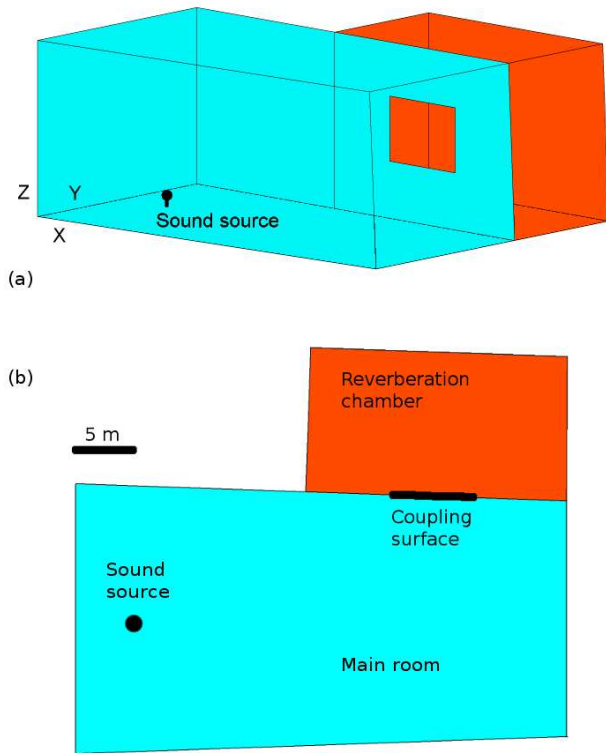 Z
Y
X
Sound source
(a)
(b)
Reverberation
chamber
5 m
Coupling
surface
Sound
source
Main room